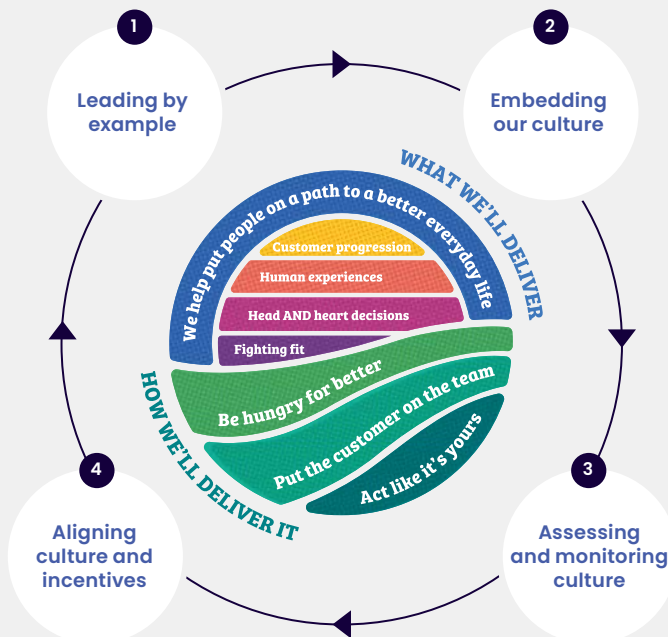 1
Leading by
example
2
Embedding
our culture
WHAT WE'LL DELIVER
We help put people on a path to a better everyday life
Customer progression
Human experiences
Head AND heart decisions
Fighting fit
Be hungry for better
Put the customer on the team
Act like it's yours
HOW WE'LL DELIVER IT
4
Aligning
culture and
incentives
3
Assessing
and monitoring
culture